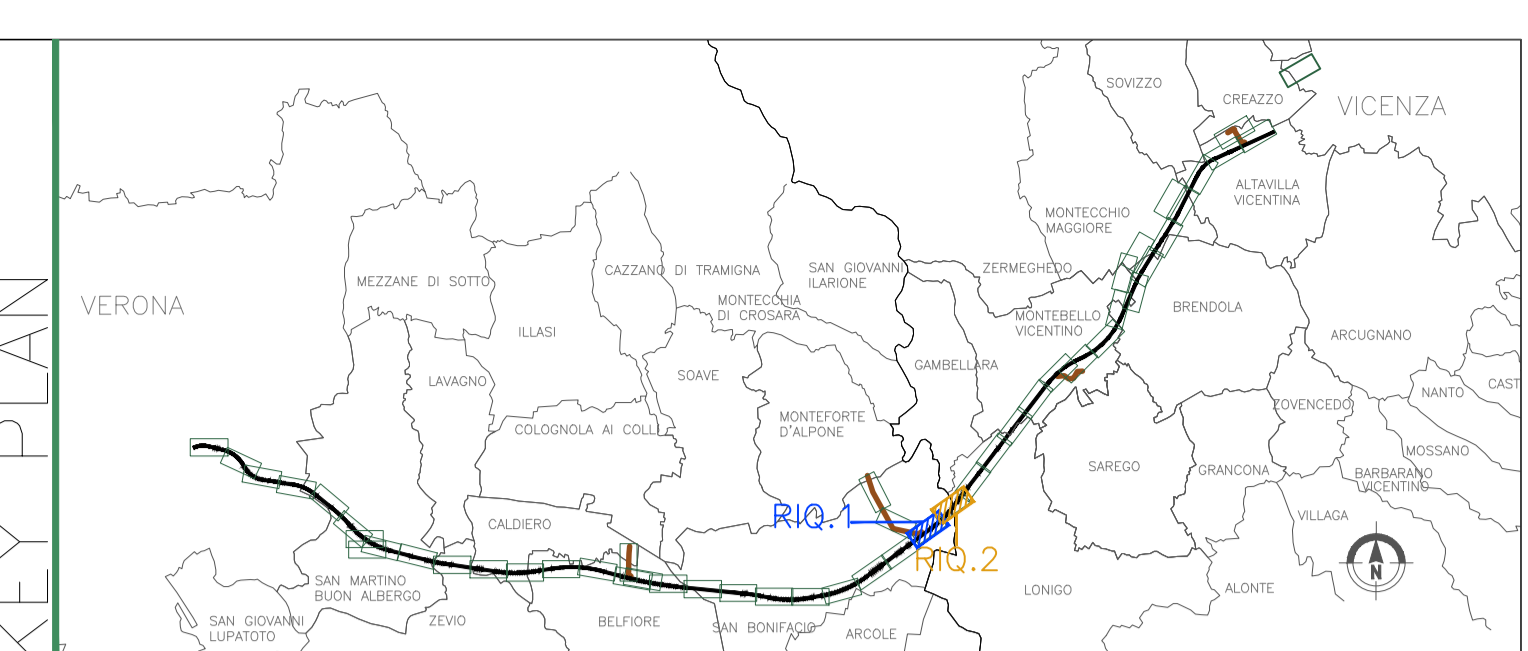 KEY PLAN
SOVIZZO
CREAZZO
VICENZA
ALTAVILLA
VICENTINA
MONTECCHIO
MAGGIORE
VERONA
MEZZANE DI SOTTO
CAZZANO DI TRAMIGNA
SAN GIOVANNI
ILARIONE
ZERMEGHEDO
MONTECCHIA
DI CROSARA
MONTEBELLO
VICENTINO
BRENDOLA
ILLASI
ARCUGNANO
LAVAGNO
SOAVE
GAMBELLARA
NANTO
CAST
ZOVENCEDO
COLOGNOLA AI COLLI
MONTEFORTE
D'ALPONE
MOSSANO
SAREGO
GRANCONA
BARBARANO
VICENTINO
CALDIERO
RIQ.1
VILLAGA
RIQ.2
N
SAN MARTINO
BUON ALBERGO
LONIGO
ALONTE
SAN GIOVANNI
LUPATOTO
ZEVIO
BELFIORE
SAN BONIFACIO
ARCOLE